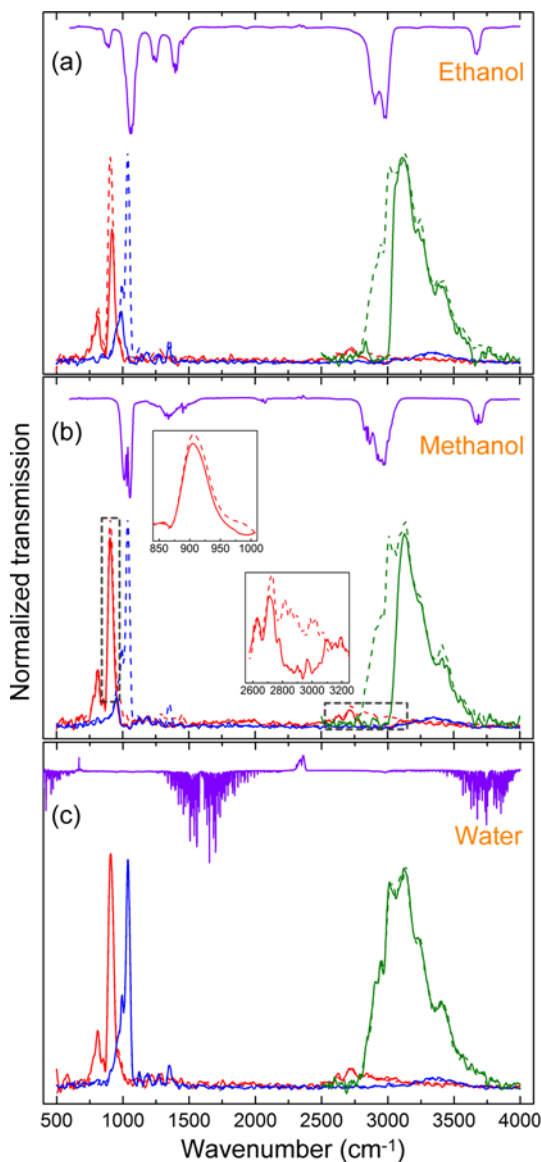 (a)
Ethanol
(b)
Methanol
850 900 950 1000
2600 2800 3000 3200
Normalized transmission
(c)
Water
500 1000 1500 2000 2500 3000 3500 4000
Wavenumber (cm⁻¹)